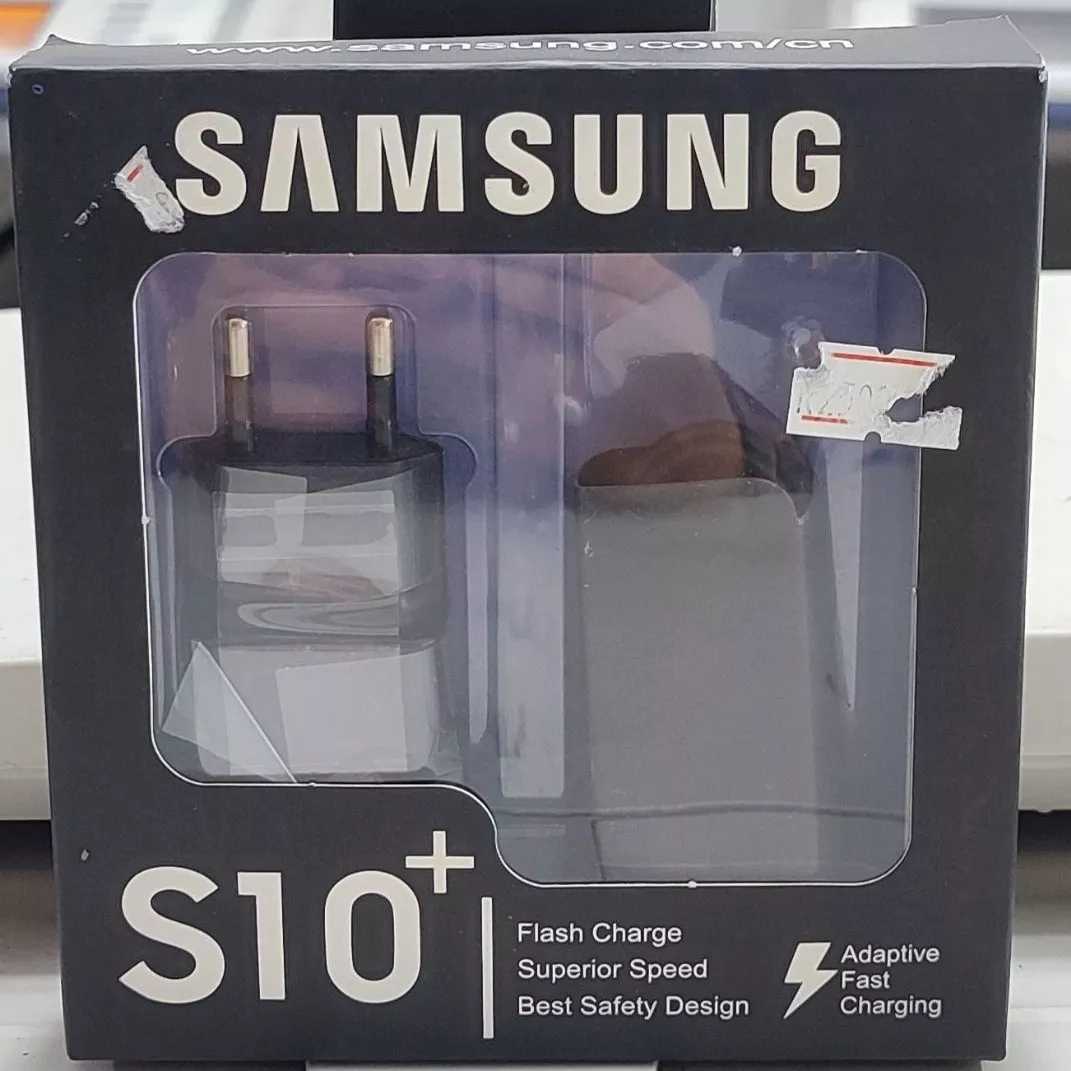 www.samsung.com/cn
SAMSUNG
S10+
Flash Charge
Superior Speed
Best Safety Design
Adaptive
Fast
Charging